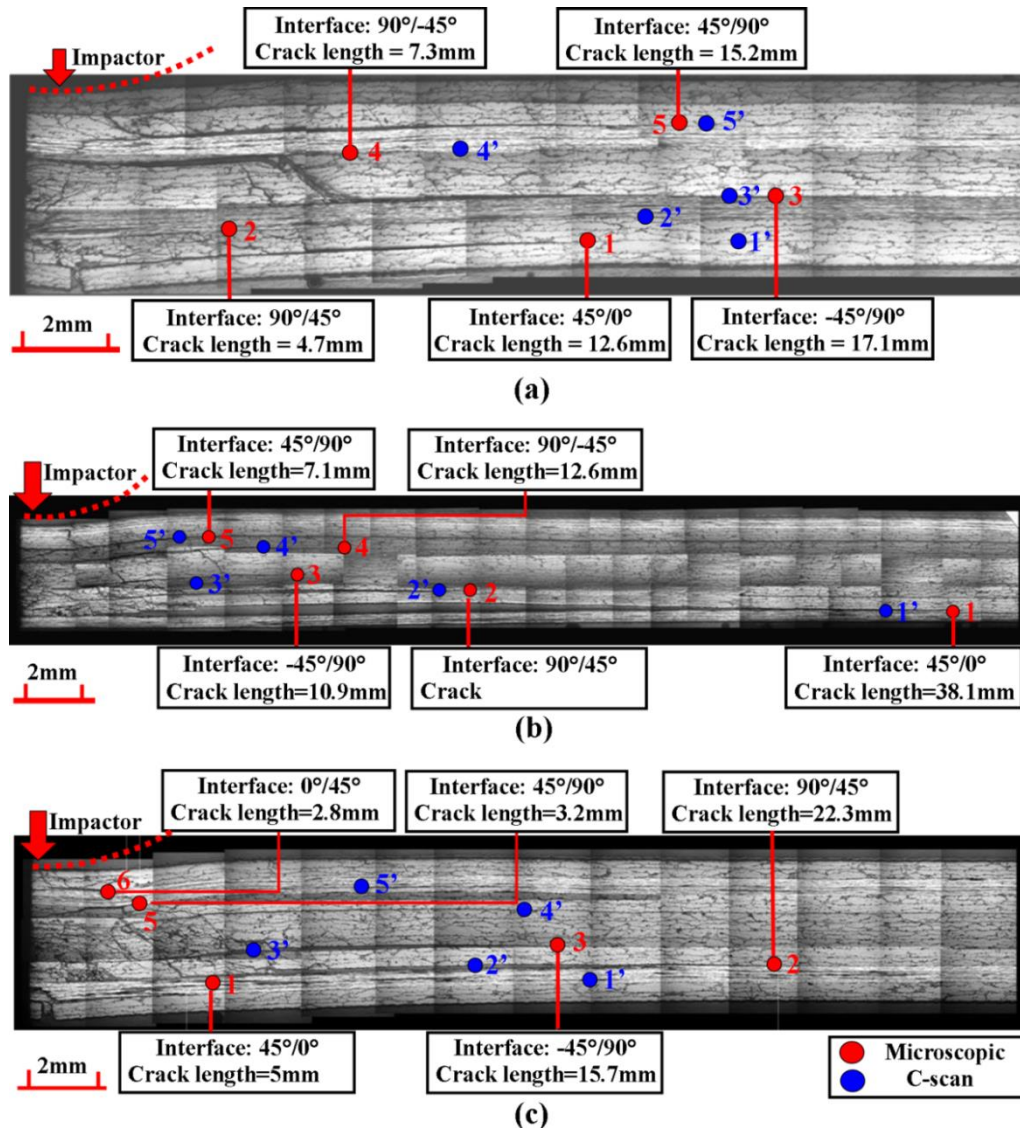 Interface: 90°/-45°
Crack length = 7.3mm
Interface: 45°/90°
Crack length = 15.2mm
Impactor
5
5’
4
4’
3’
3
2’
2
1
1’
2mm
Interface: 90°/45°
Crack length = 4.7mm
Interface: 45°/0°
Crack length = 12.6mm
Interface: -45°/90°
Crack length = 17.1mm
(a)
Interface: 45°/90°
Crack length=7.1mm
Interface: 90°/-45°
Crack length=12.6mm
Impactor
5’
5
4’
4
3’
3
2’
2
1’
1
2mm
Interface: -45°/90°
Crack length=10.9mm
Interface: 90°/45°
Crack
Interface: 45°/0°
Crack length=38.1mm
(b)
Interface: 0°/45°
Crack length=2.8mm
Interface: 45°/90°
Crack length=3.2mm
Interface: 90°/45°
Crack length=22.3mm
Impactor
6
5’
5
4’
3’
3
2’
2
1
1’
2mm
Interface: 45°/0°
Crack length=5mm
Interface: -45°/90°
Crack length=15.7mm
Microscopic
C-scan
(c)